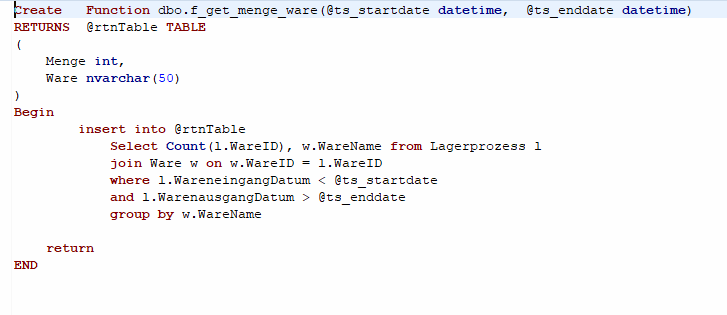 Create   Function dbo.f_get_menge_ware(@ts_startdate datetime,  @ts_enddate datetime)
RETURNS  @rtnTable TABLE
(
    Menge int,
    Ware nvarchar(50)
)
Begin
        insert into @rtnTable
            Select Count(l.WareID), w.WareName from Lagerprozess l
            join Ware w on w.WareID = l.WareID
            where l.WareneingangDatum < @ts_startdate
            and l.WarenausgangDatum > @ts_enddate
            group by w.WareName
    return
END